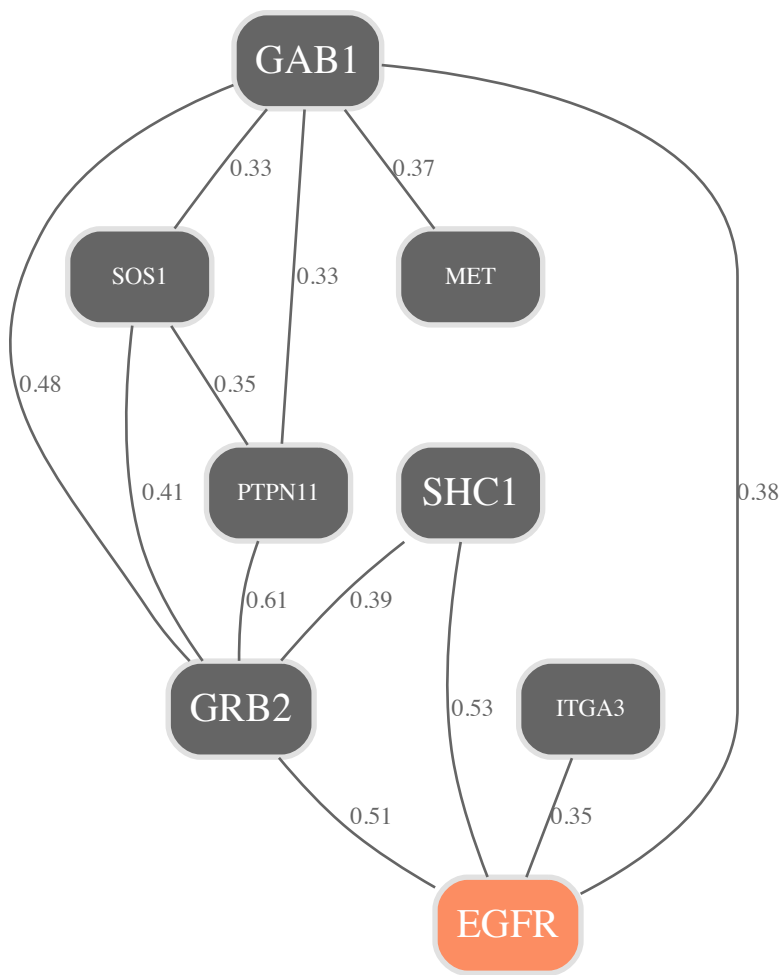 GAB1
0.33
0.37
SOS1
0.33
MET
0.48
0.35
0.41
PTPN11
SHC1
0.38
0.61
0.39
GRB2
0.53
ITGA3
0.51
0.35
EGFR